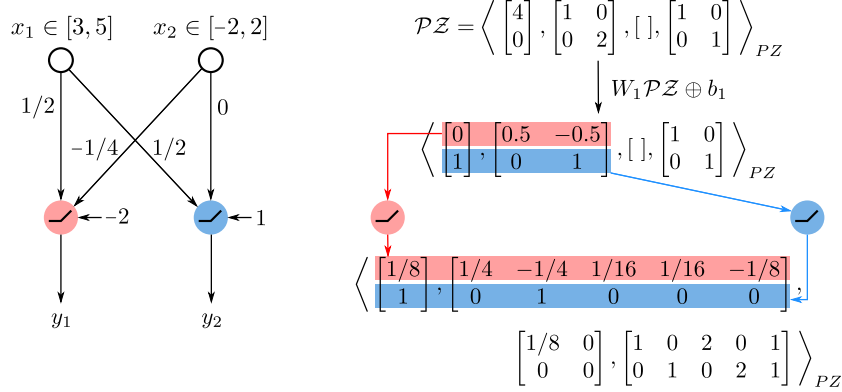 x₁ ∈ [3, 5] x₂ ∈ [−2, 2]
1/2 −1/4 1/2 0
−2 1
y₁ y₂
𝒫𝒵 = ⟨ [4; 0], [1 0; 0 2], [ ], [1 0; 0 1] ⟩_PZ
W₁𝒫𝒵 ⊕ b₁
⟨ [0; 1], [0.5 −0.5; 0 1], [ ], [1 0; 0 1] ⟩_PZ
⟨ [1/8; 1], [1/4 −1/4 1/16 1/16 −1/8; 0 1 0 0 0],
[1/8 0; 0 0], [1 0 2 0 1; 0 1 0 2 1] ⟩_PZ